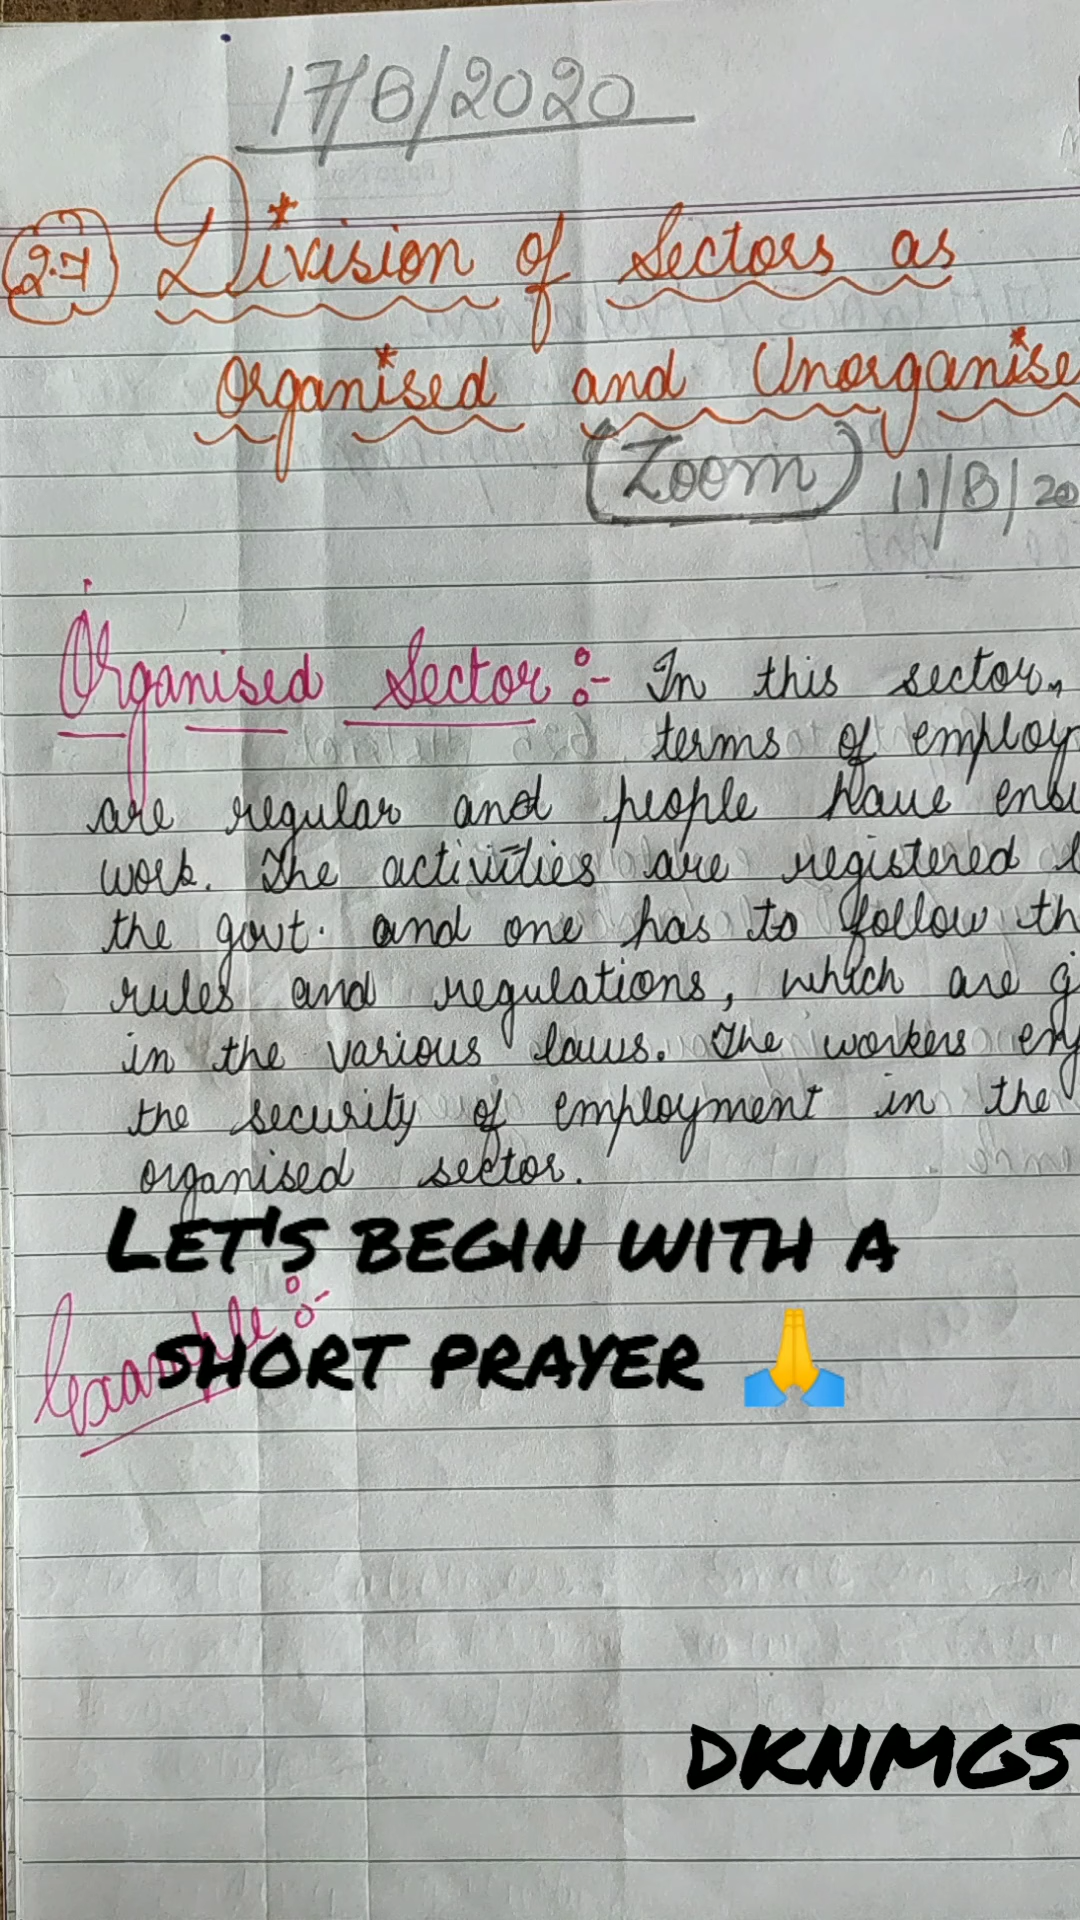 17/8/2020
2.7 Division of Sectors as
Organised and Unorganise
(Zoom) 11/8/20
Organised Sector :- In this sector,
terms of employ
are regular and people have ensu
work. The activities are registered
the govt. and one has to follow th
rules and regulations, which are g
in the various laws. The workers enj
the security of employment in the
organised sector.
LET'S BEGIN WITH A
Example :-
SHORT PRAYER 🙏
DKNMGS